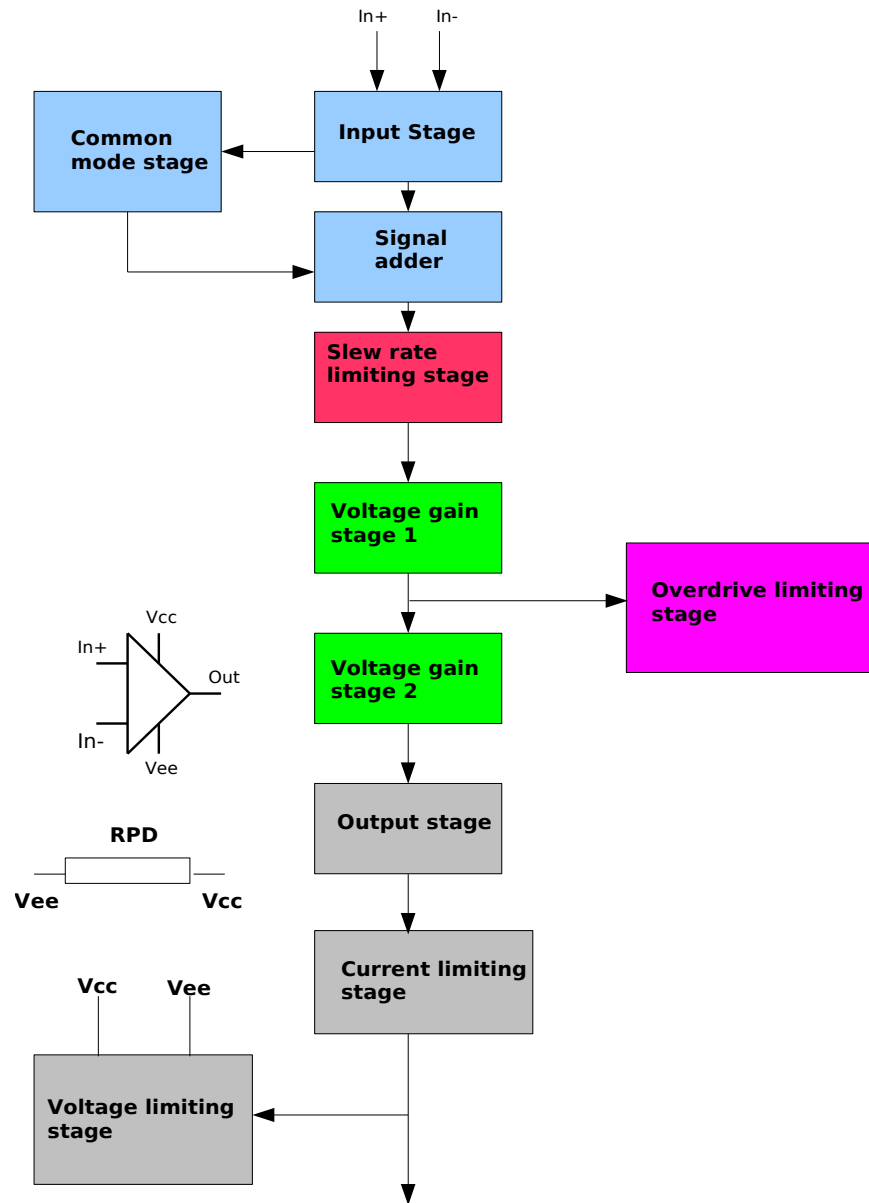 In+
In-
Common
mode stage
Input Stage
Signal
adder
Slew rate
limiting stage
Voltage gain
stage 1
Overdrive limiting
stage
Voltage gain
stage 2
Vcc
In+
Out
In-
Vee
Output stage
RPD
Vee
Vcc
Current limiting
stage
Vcc
Vee
Voltage limiting
stage